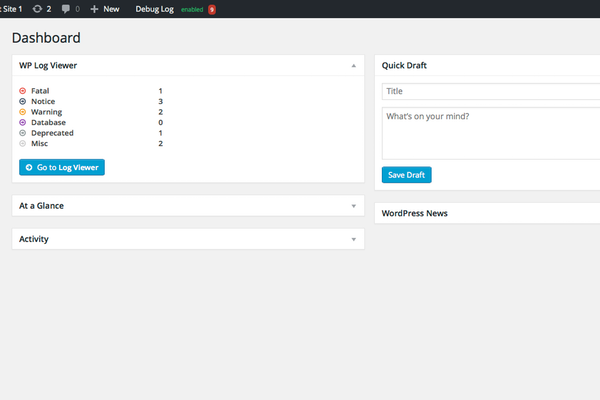 Site 1 2 0 New Debug Log enabled 9
Dashboard
WP Log Viewer
Fatal 1
Notice 3
Warning 2
Database 0
Deprecated 1
Misc 2
Go to Log Viewer
At a Glance
Activity
Quick Draft
Title
What's on your mind?
Save Draft
WordPress News